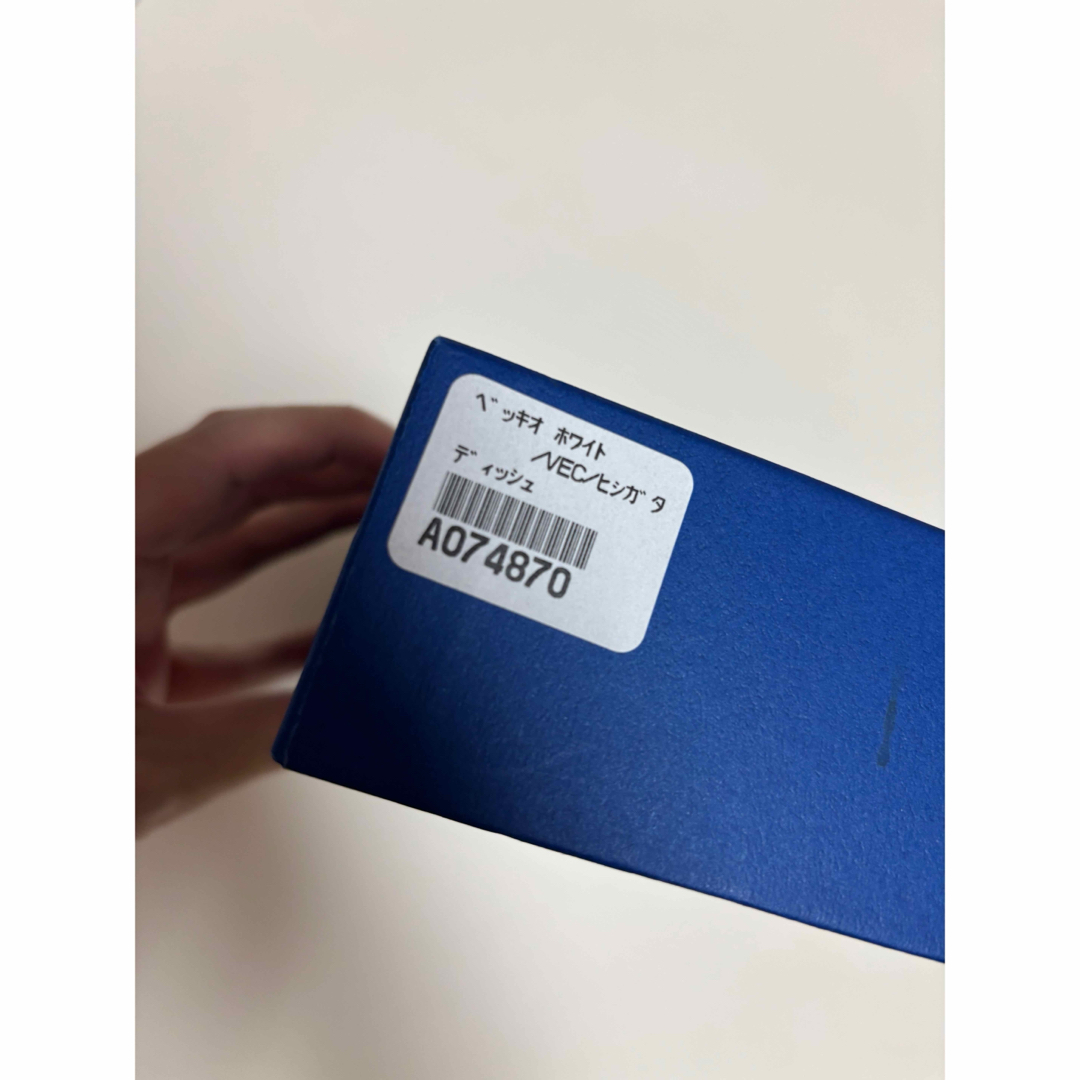 ﾍﾞｯｷｵ ﾎﾜｲﾄ
/VEC/ﾋｼｶﾞﾀ
ﾃﾞｨｯｼｭ
A074870